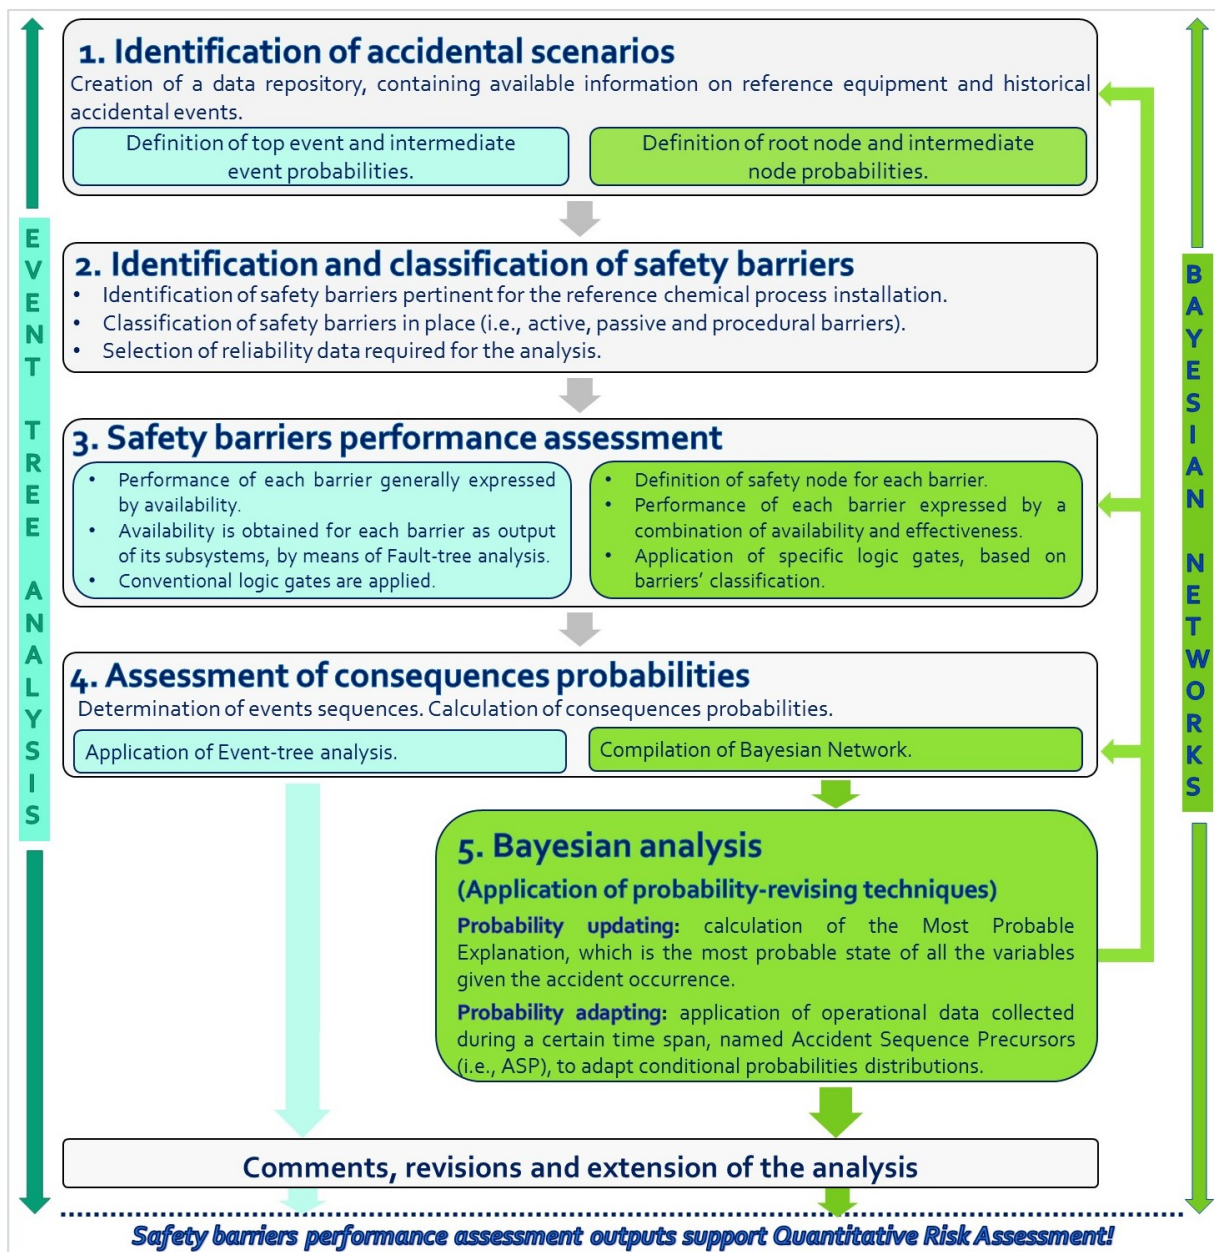 1. Identification of accidental scenarios
Creation of a data repository, containing available information on reference equipment and historical
accidental events.
Definition of top event and intermediate
event probabilities.
Definition of root node and intermediate
node probabilities.
2. Identification and classification of safety barriers
• Identification of safety barriers pertinent for the reference chemical process installation.
• Classification of safety barriers in place (i.e., active, passive and procedural barriers).
• Selection of reliability data required for the analysis.
3. Safety barriers performance assessment
• Performance of each barrier generally expressed
by availability.
• Availability is obtained for each barrier as output
of its subsystems, by means of Fault-tree analysis.
• Conventional logic gates are applied.
• Definition of safety node for each barrier.
• Performance of each barrier expressed by a
combination of availability and effectiveness.
• Application of specific logic gates, based on
barriers' classification.
4. Assessment of consequences probabilities
Determination of events sequences. Calculation of consequences probabilities.
Application of Event-tree analysis.
Compilation of Bayesian Network.
5. Bayesian analysis
(Application of probability-revising techniques)
Probability updating: calculation of the Most Probable
Explanation, which is the most probable state of all the variables
given the accident occurrence.
Probability adapting: application of operational data collected
during a certain time span, named Accident Sequence Precursors
(i.e., ASP), to adapt conditional probabilities distributions.
Comments, revisions and extension of the analysis
Safety barriers performance assessment outputs support Quantitative Risk Assessment!
EVENT TREE ANALYSIS
BAYESIAN NETWORKS